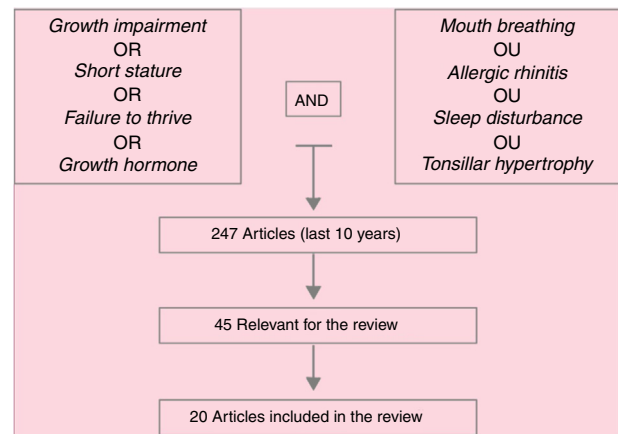 Growth impairment
OR
Short stature
OR
Failure to thrive
OR
Growth hormone
AND
Mouth breathing
OU
Allergic rhinitis
OU
Sleep disturbance
OU
Tonsillar hypertrophy
247 Articles (last 10 years)
45 Relevant for the review
20 Articles included in the review